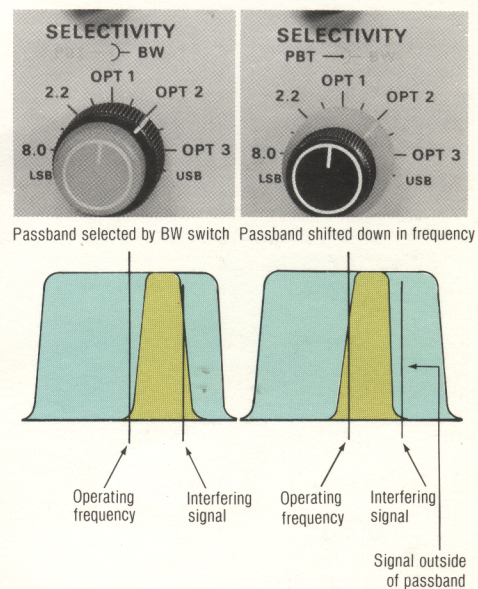 SELECTIVITY
BW
OPT 1
2.2
OPT 2
8.0
OPT 3
LSB
USB
SELECTIVITY
PBT BW
OPT 1
2.2
OPT 2
8.0
OPT 3
LSB
USB
Passband selected by BW switch
Passband shifted down in frequency
Operating
frequency
Interfering
signal
Operating
frequency
Interfering
signal
Signal outside
of passband